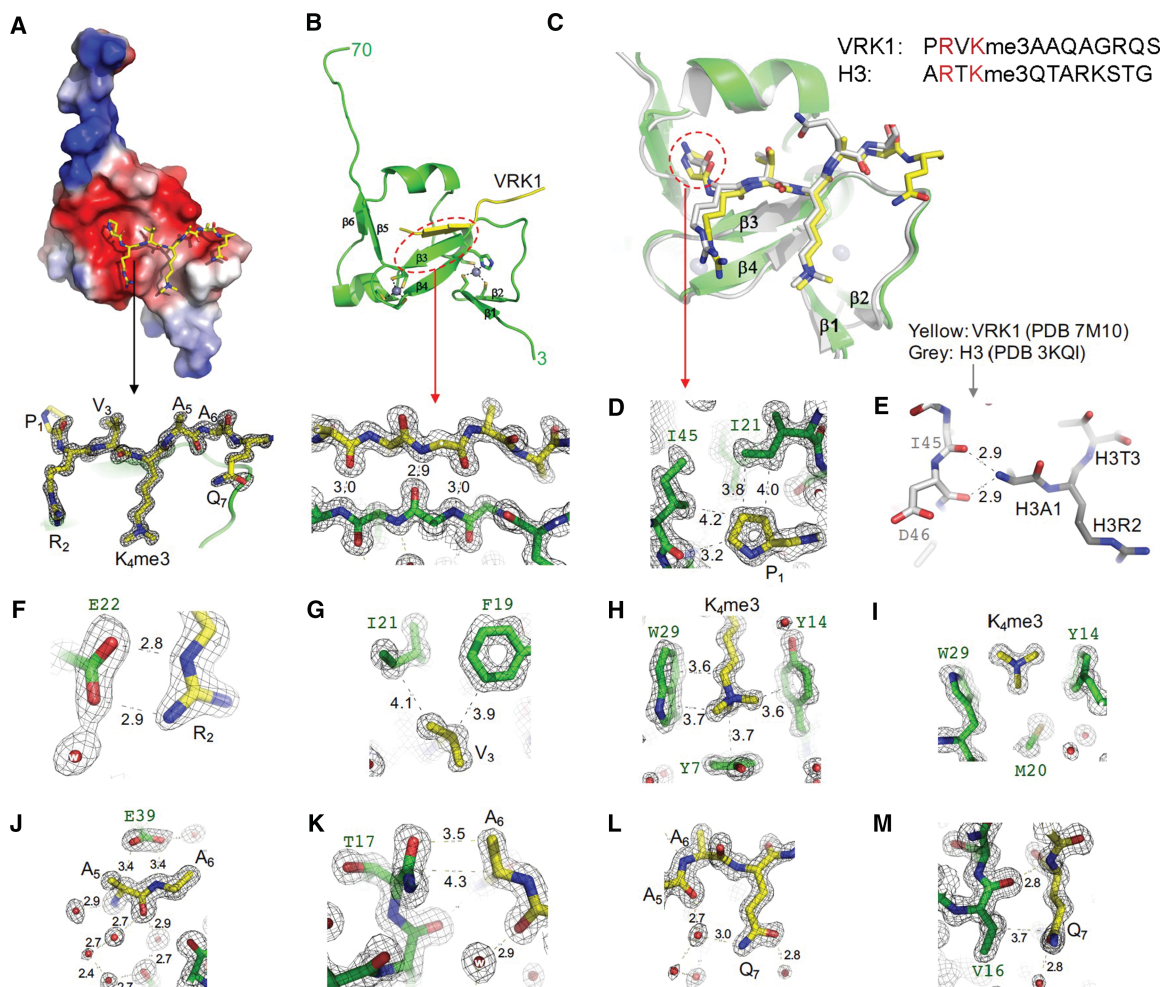 A
B
C
70
VRK1
β6
β5
β3
β4
β2
β1
3
VRK1: PRVKme3AAQAGRQS
H3: ARTKme3QTARKSTG
β3
β4
β2
β1
Yellow: VRK1 (PDB 7M10)
Grey: H3 (PDB 3KQI)
P1
V3
A5
A6
Q7
R2
K4me3
3.0
2.9
3.0
D
I45
I21
3.8
4.0
4.2
3.2
P1
E
I45
2.9
2.9
H3T3
H3A1
H3R2
D46
F
E22
2.8
2.9
R2
W
G
I21
F19
4.1
3.9
V3
H
K4me3
W29
Y14
3.6
3.7
3.6
3.7
Y7
I
K4me3
W29
Y14
M20
J
E39
3.4
3.4
A5
A6
2.9
2.7
2.9
2.7
2.7
2.4
2.7
K
T17
3.5
A6
4.3
2.9
W
L
A6
A5
2.7
3.0
2.8
Q7
M
2.8
3.7
Q7
V16
2.8